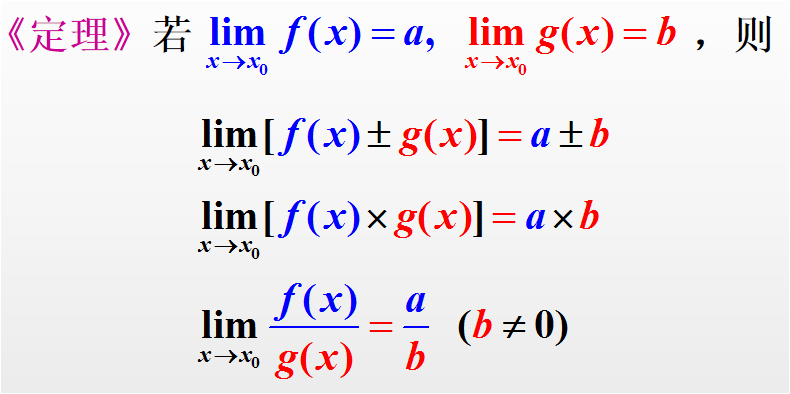 《定理》若 lim_{x→x₀} f(x) = a, lim_{x→x₀} g(x) = b ，则
lim_{x→x₀} [f(x) ± g(x)] = a ± b
lim_{x→x₀} [f(x) × g(x)] = a × b
lim_{x→x₀} f(x)/g(x) = a/b (b ≠ 0)